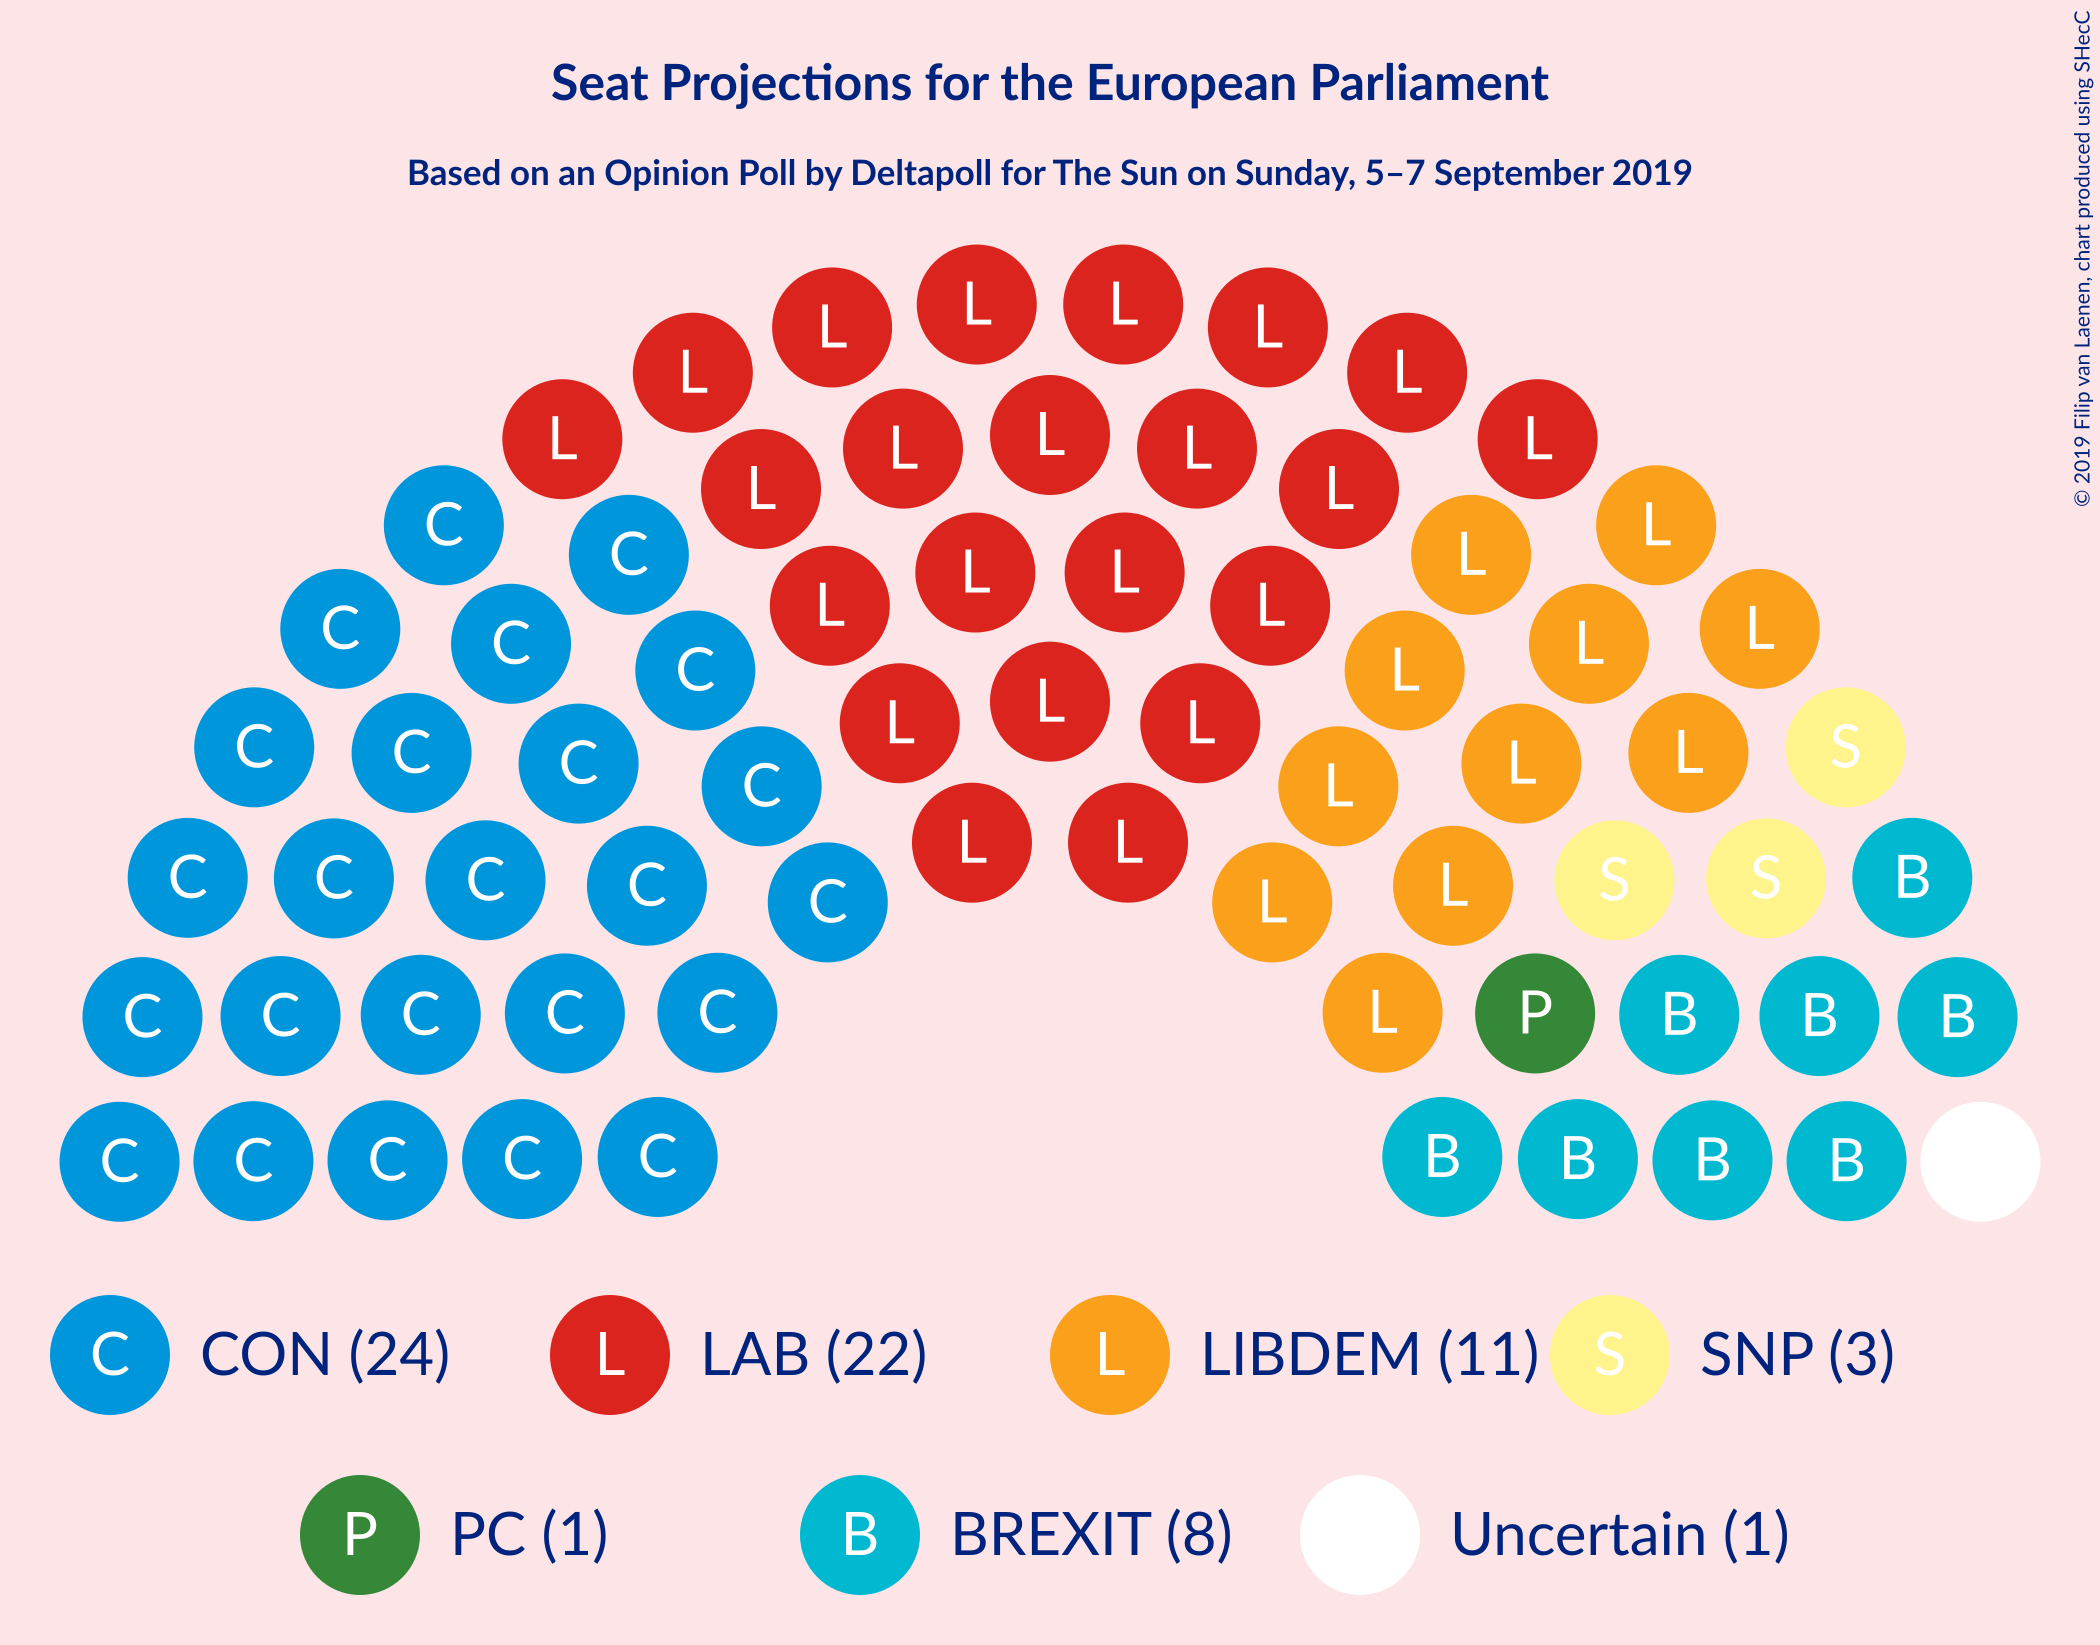 Seat Projections for the European Parliament
Based on an Opinion Poll by Deltapoll for The Sun on Sunday, 5–7 September 2019
© 2019 Filip van Laenen, chart produced using SHecC
L L L L
L L L L
L L L
C L L L L
C L L L L
C L L L L
C C L L L L
C C C L L L S
C C C L L L
C C C C C L L S S B
C C C C C L P B B B
C C C C C B B B B
C CON (24) L LAB (22) L LIBDEM (11) S SNP (3)
P PC (1) B BREXIT (8) Uncertain (1)